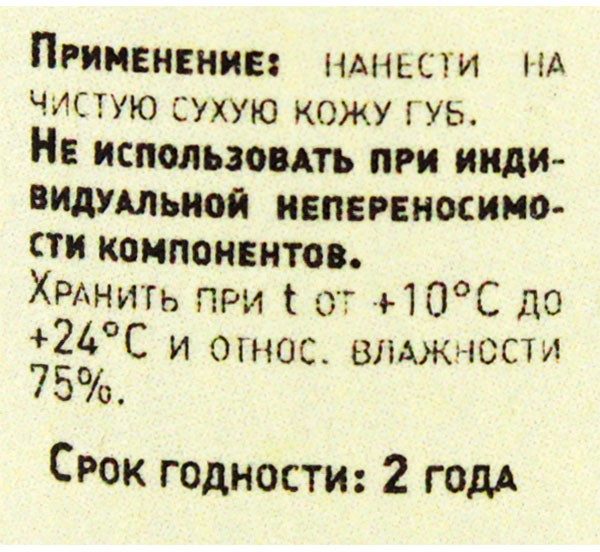 Применение: нанести на
чистую сухую кожу губ.
Не использовать при инди-
видуальной непереносимо-
сти компонентов.
Хранить при t от +10°C до
+24°C и относ. влажности
75%.
Срок годности: 2 года